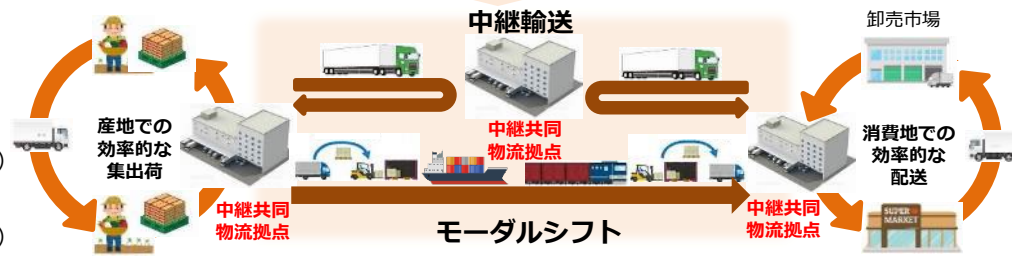 中継輸送
卸売市場
産地での
効率的な
集出荷
中継共同
物流拠点
消費地での
効率的な
配送
中継共同
物流拠点
中継共同
物流拠点
モーダルシフト
SUPER
MARKET
)
)